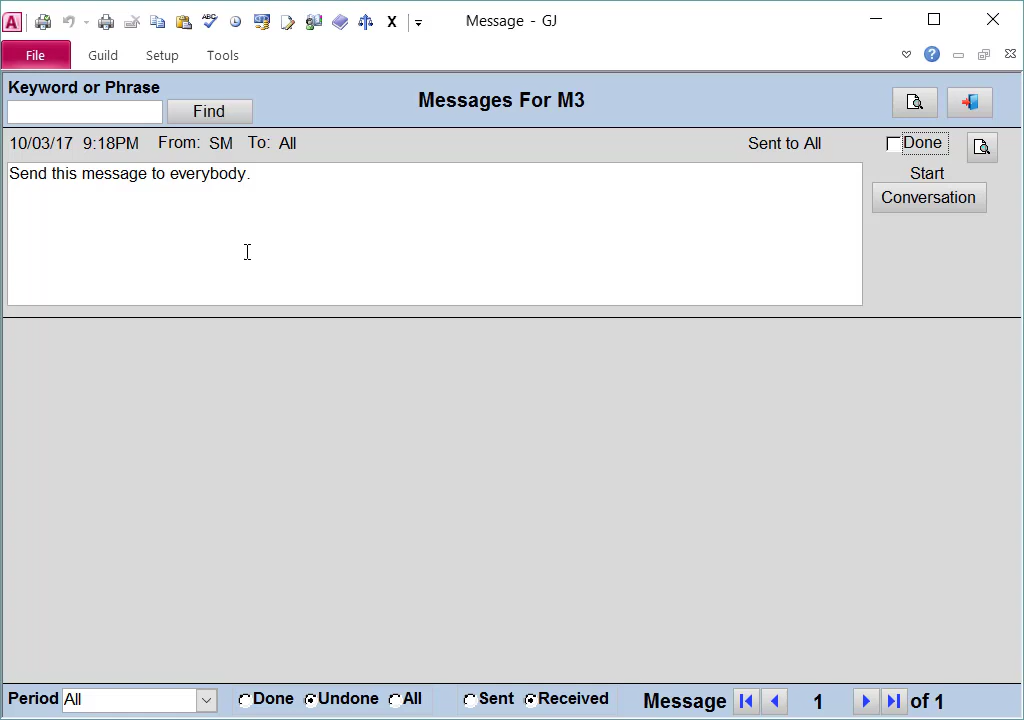 Message - GJ
File Guild Setup Tools
Keyword or Phrase
Find
Messages For M3
10/03/17 9:18PM From: SM To: All Sent to All Done
Send this message to everybody.
Start
Conversation
Period All Done Undone All Sent Received Message 1 of 1